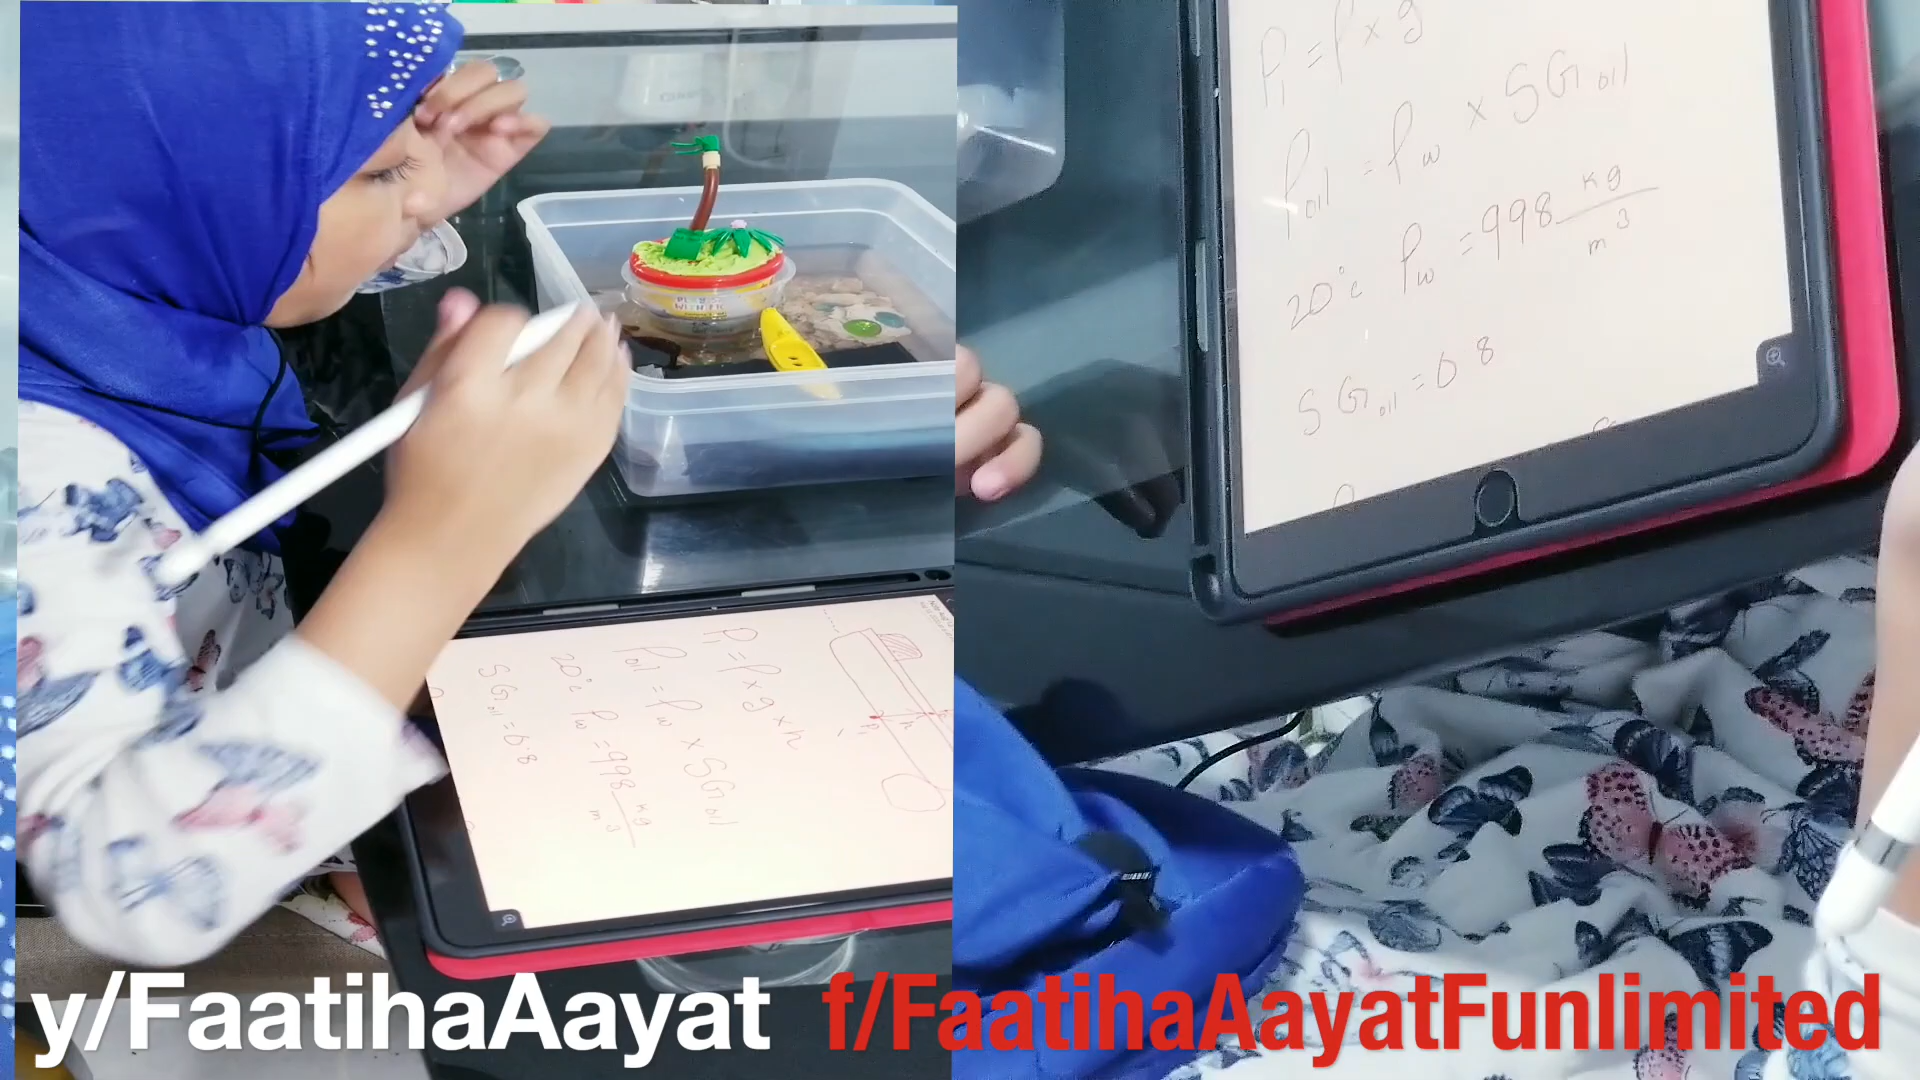 P₁ = ρ × g × h
P₁
h
ρoil = ρw × SGoil
20°c ρw = 998 kg/m³
SGoil = 0.8
P₁ = ρ × g
ρoil = ρw × SGoil
20°c ρw = 998 kg/m³
SGoil = 0.8
y/FaatihaAayat f/FaatihaAayatFunlimited